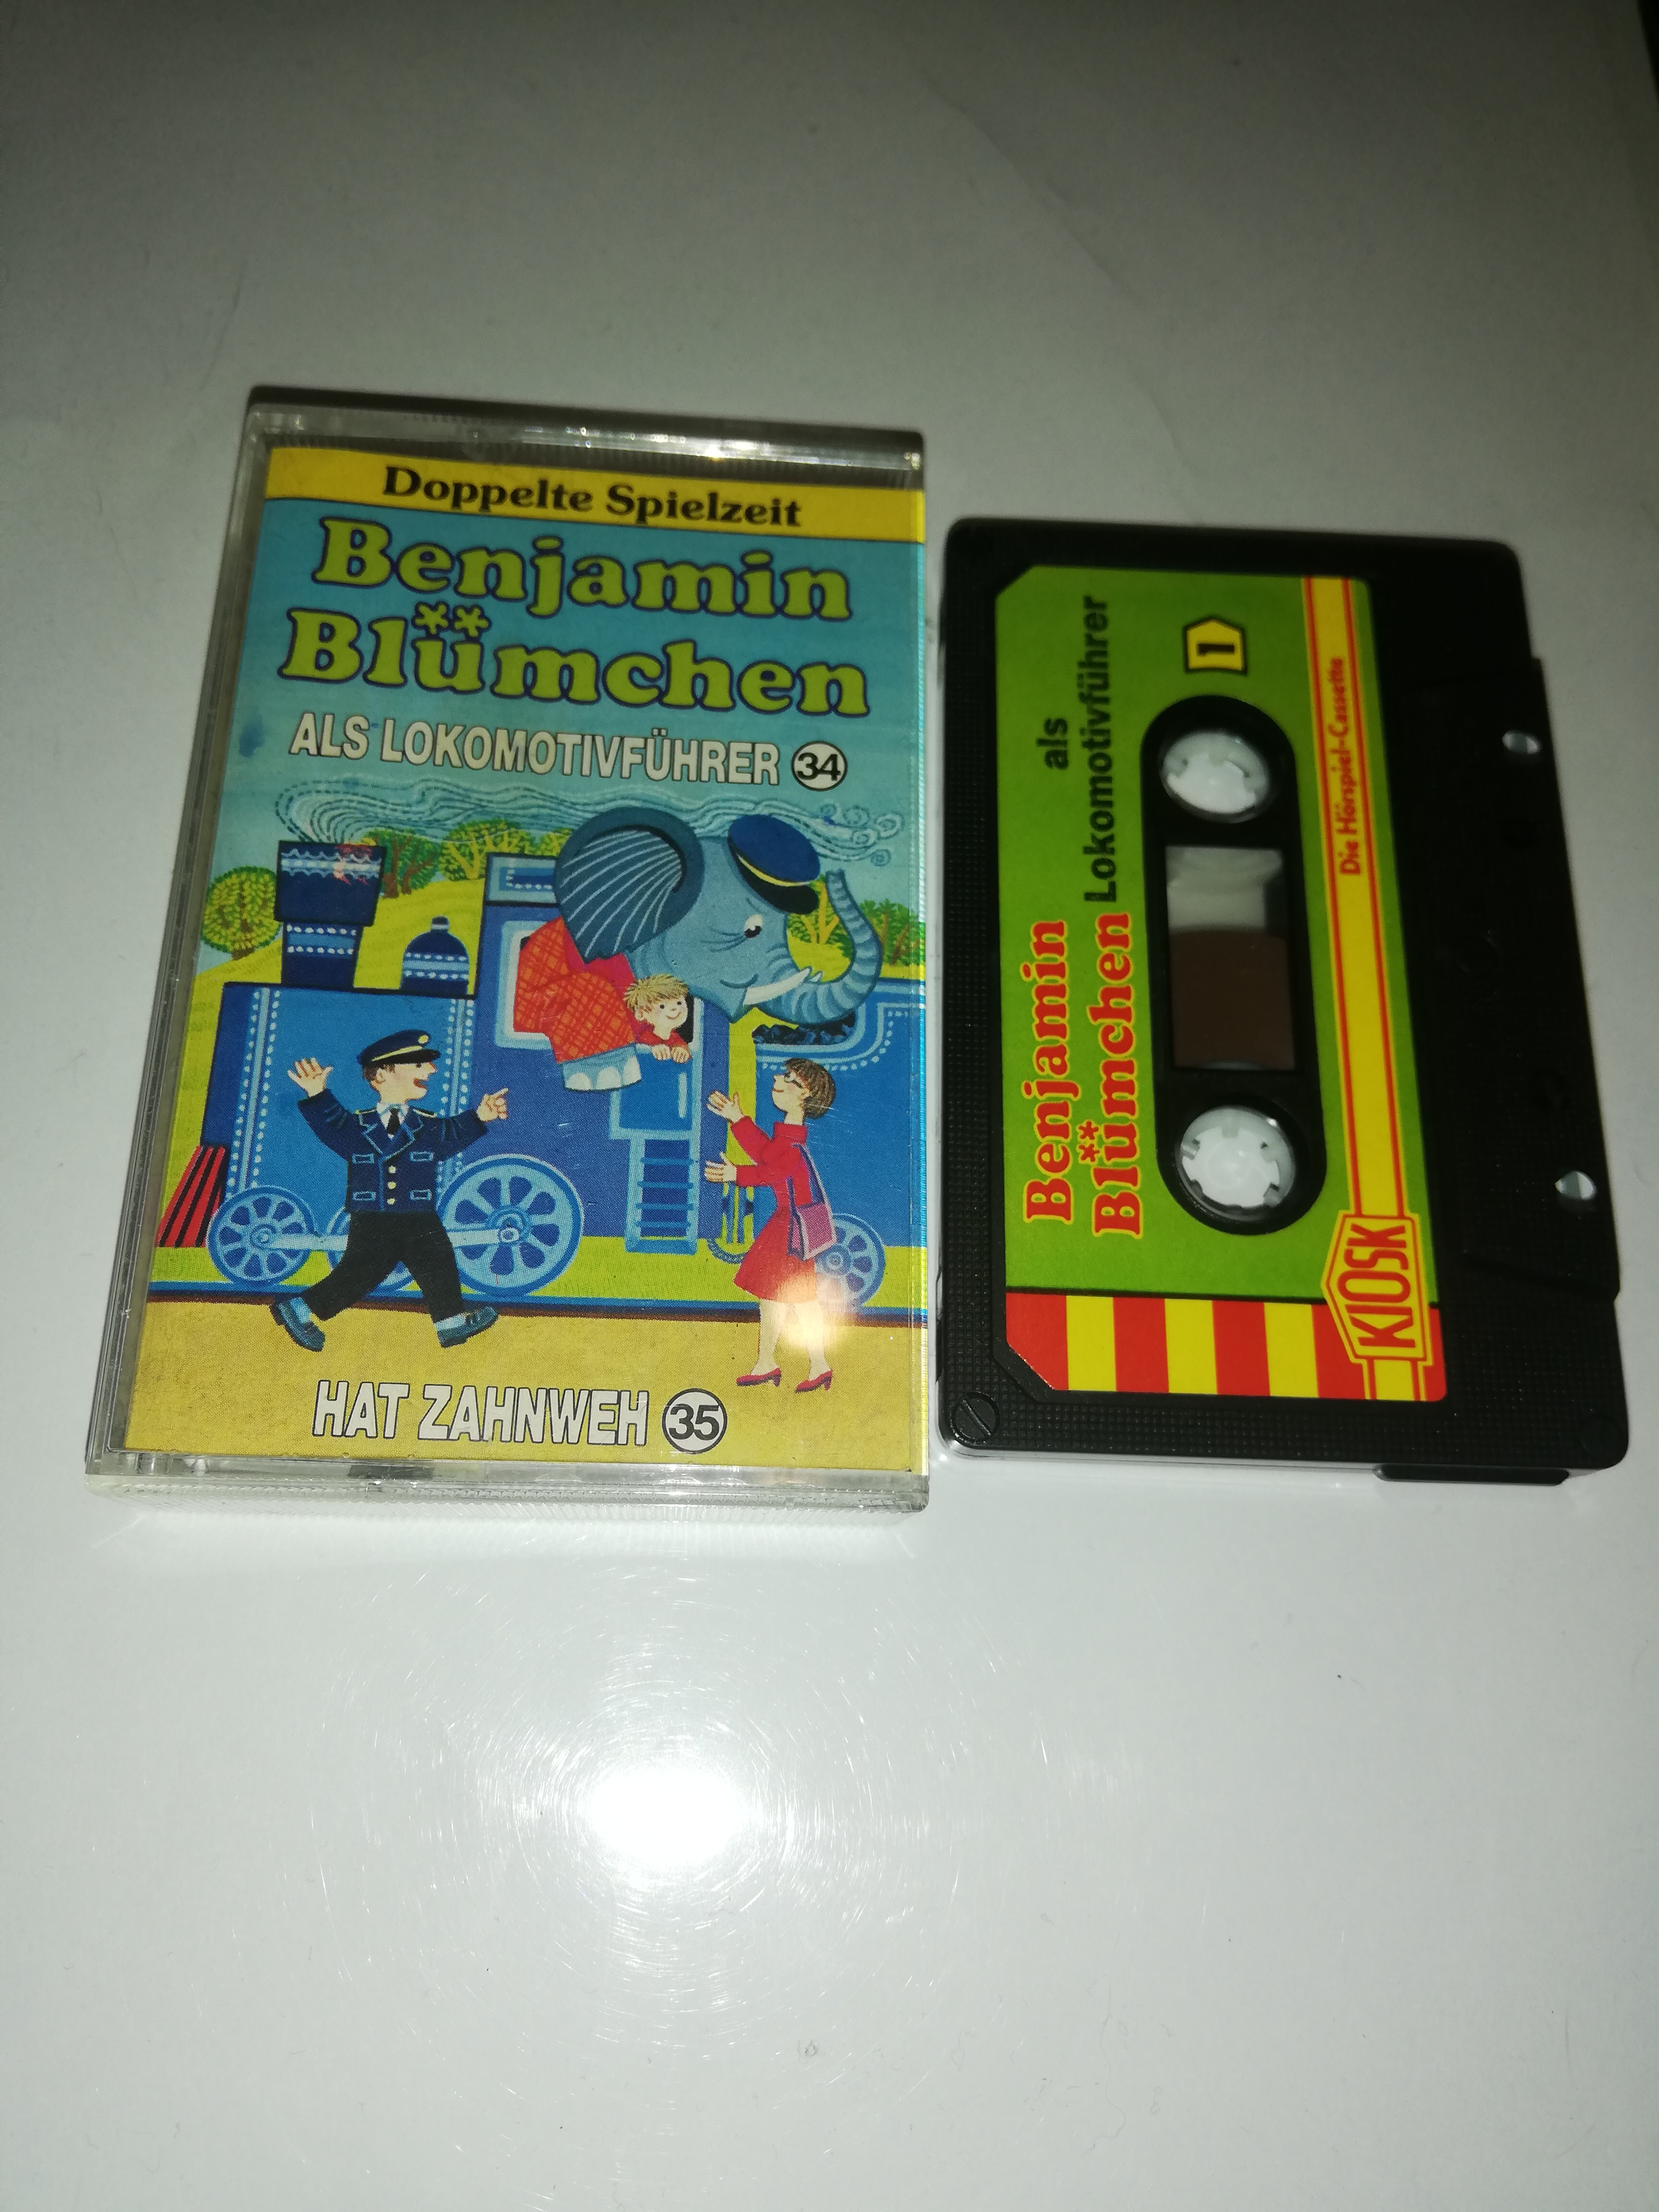 Doppelte Spielzeit
Benjamin
Blümchen
ALS LOKOMOTIVFÜHRER 34
HAT ZAHNWEH 35
Benjamin
Blümchen
als
Lokomotivführer
1
Die Hörspiel-Cassette
KIOSK